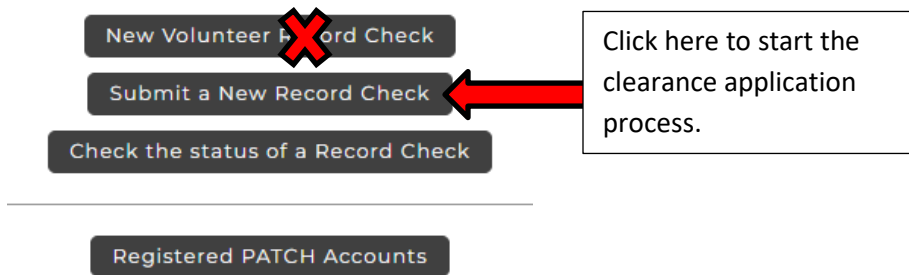 New Volunteer Record Check
Submit a New Record Check
Click here to start the
clearance application
process.
Check the status of a Record Check
Registered PATCH Accounts